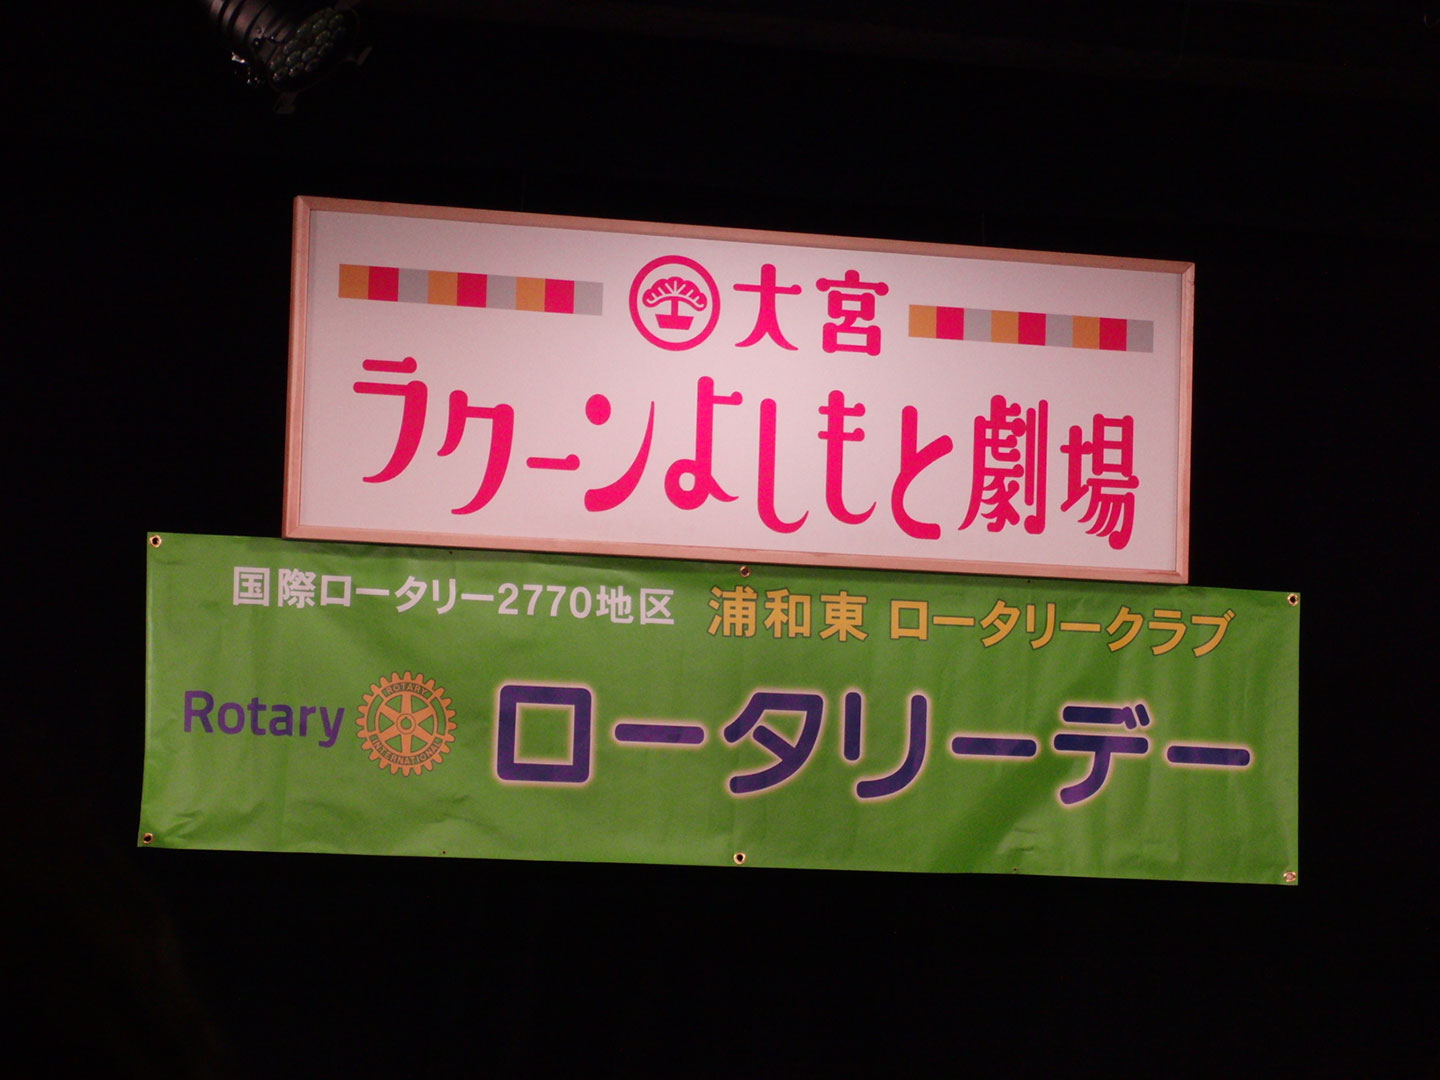 大宮
ラクーンよしもと劇場
国際ロータリー2770地区 浦和東 ロータリークラブ
Rotary ROTARY INTERNATIONAL ロータリーデー